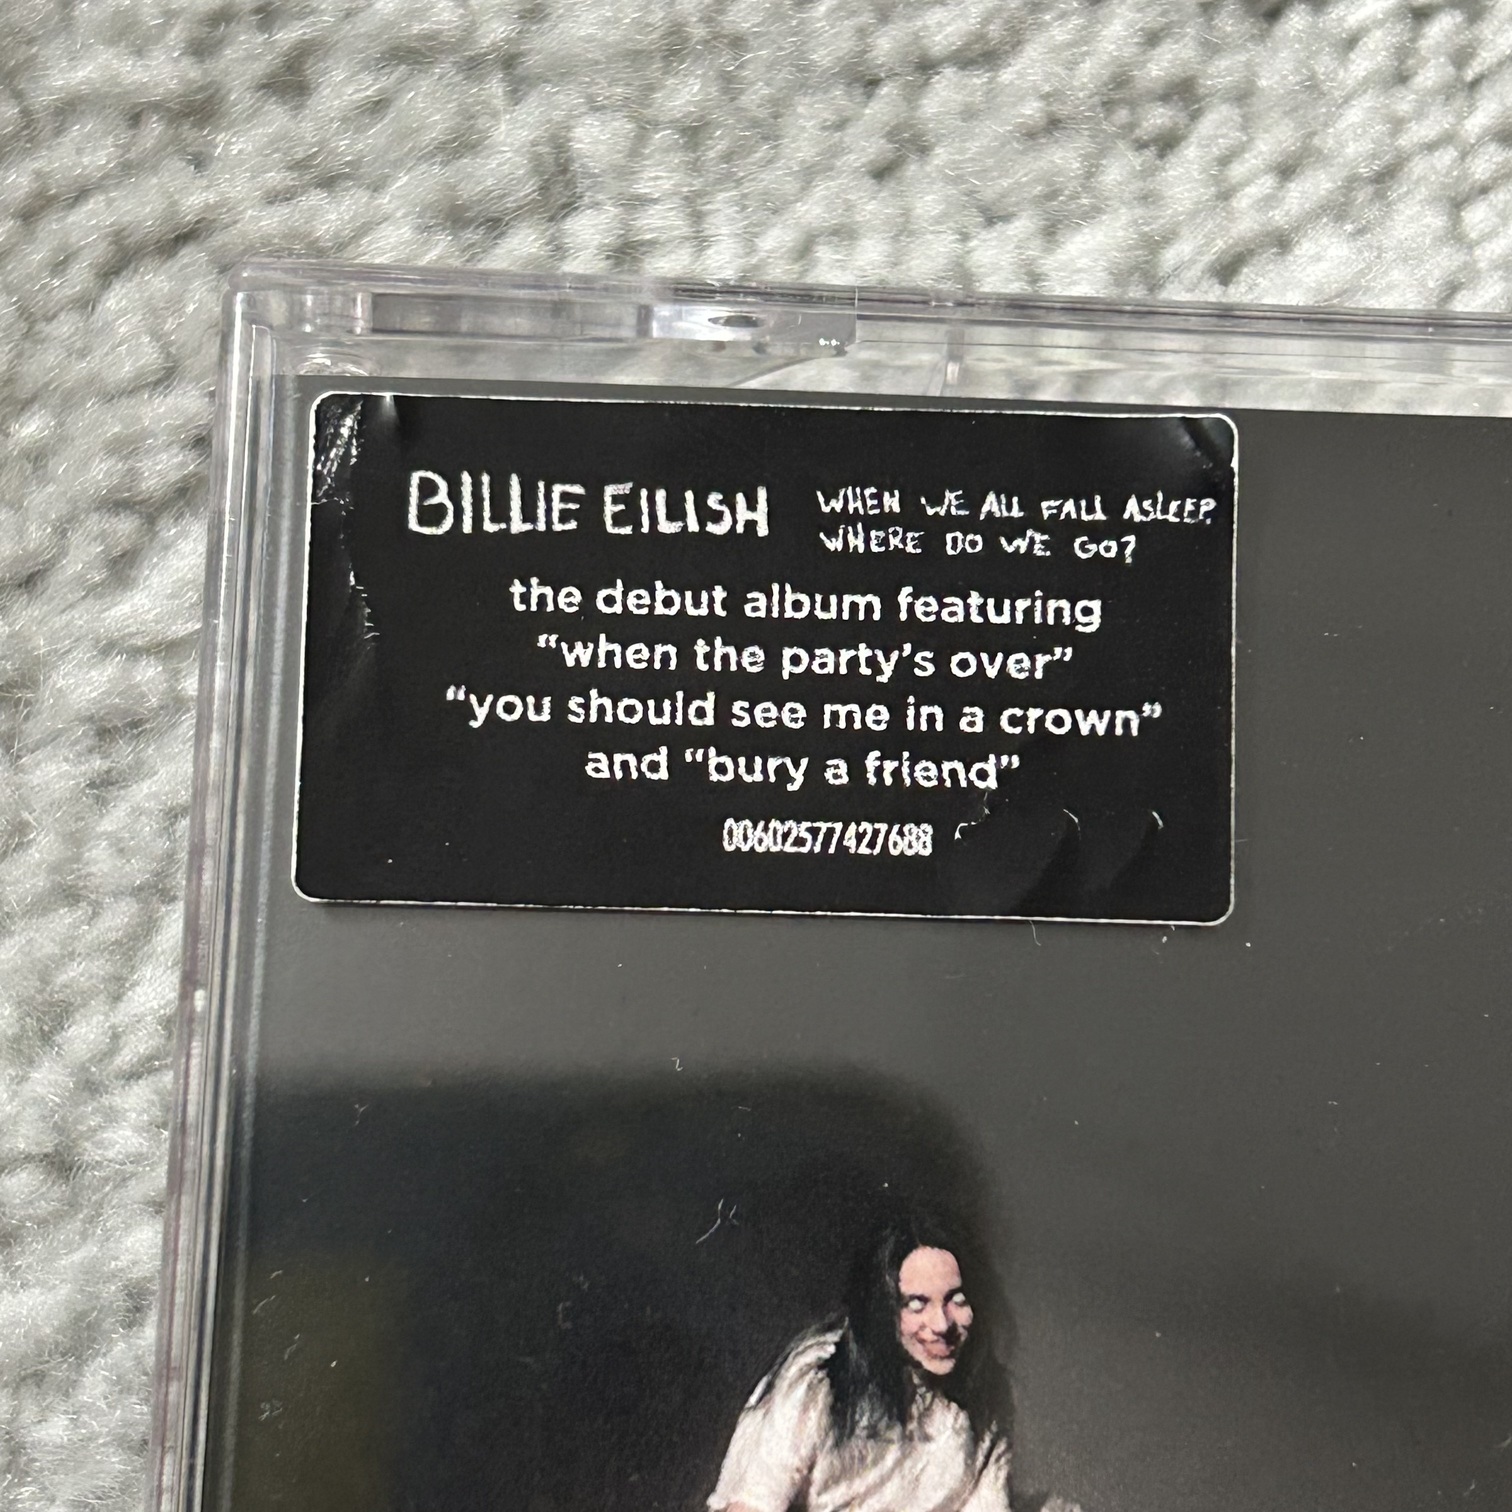 BILLIE EILISH
WHEN WE ALL FALL ASLEEP,
WHERE DO WE GO?
the debut album featuring
“when the party’s over”
“you should see me in a crown”
and “bury a friend”
00602577427688